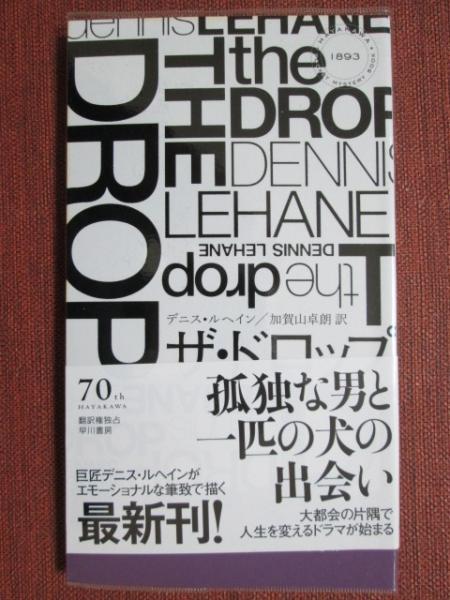 dennis LEHANE
THE DROP
the
DROP
DENNIS
LEHANE
DENNIS LEHANE
the drop
T
HAYAKAWA
1893
POCKET MYSTERY BOOK
デニス・ルヘイン/加賀山卓朗 訳
ザ・ドロップ
70th
HAYAKAWA
翻訳権独占
早川書房
孤独な男と
一匹の犬の
出会い
巨匠デニス・ルヘインが
エモーショナルな筆致で描く
最新刊!
大都会の片隅で
人生を変えるドラマが始まる